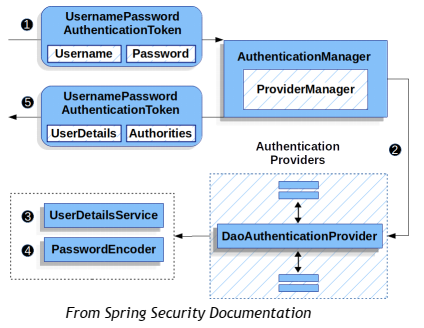 ❶
UsernamePassword
AuthenticationToken
Username
Password
AuthenticationManager
ProviderManager
❺
UsernamePassword
AuthenticationToken
UserDetails
Authorities
❷
Authentication
Providers
❸
UserDetailsService
DaoAuthenticationProvider
❹
PasswordEncoder
From Spring Security Documentation